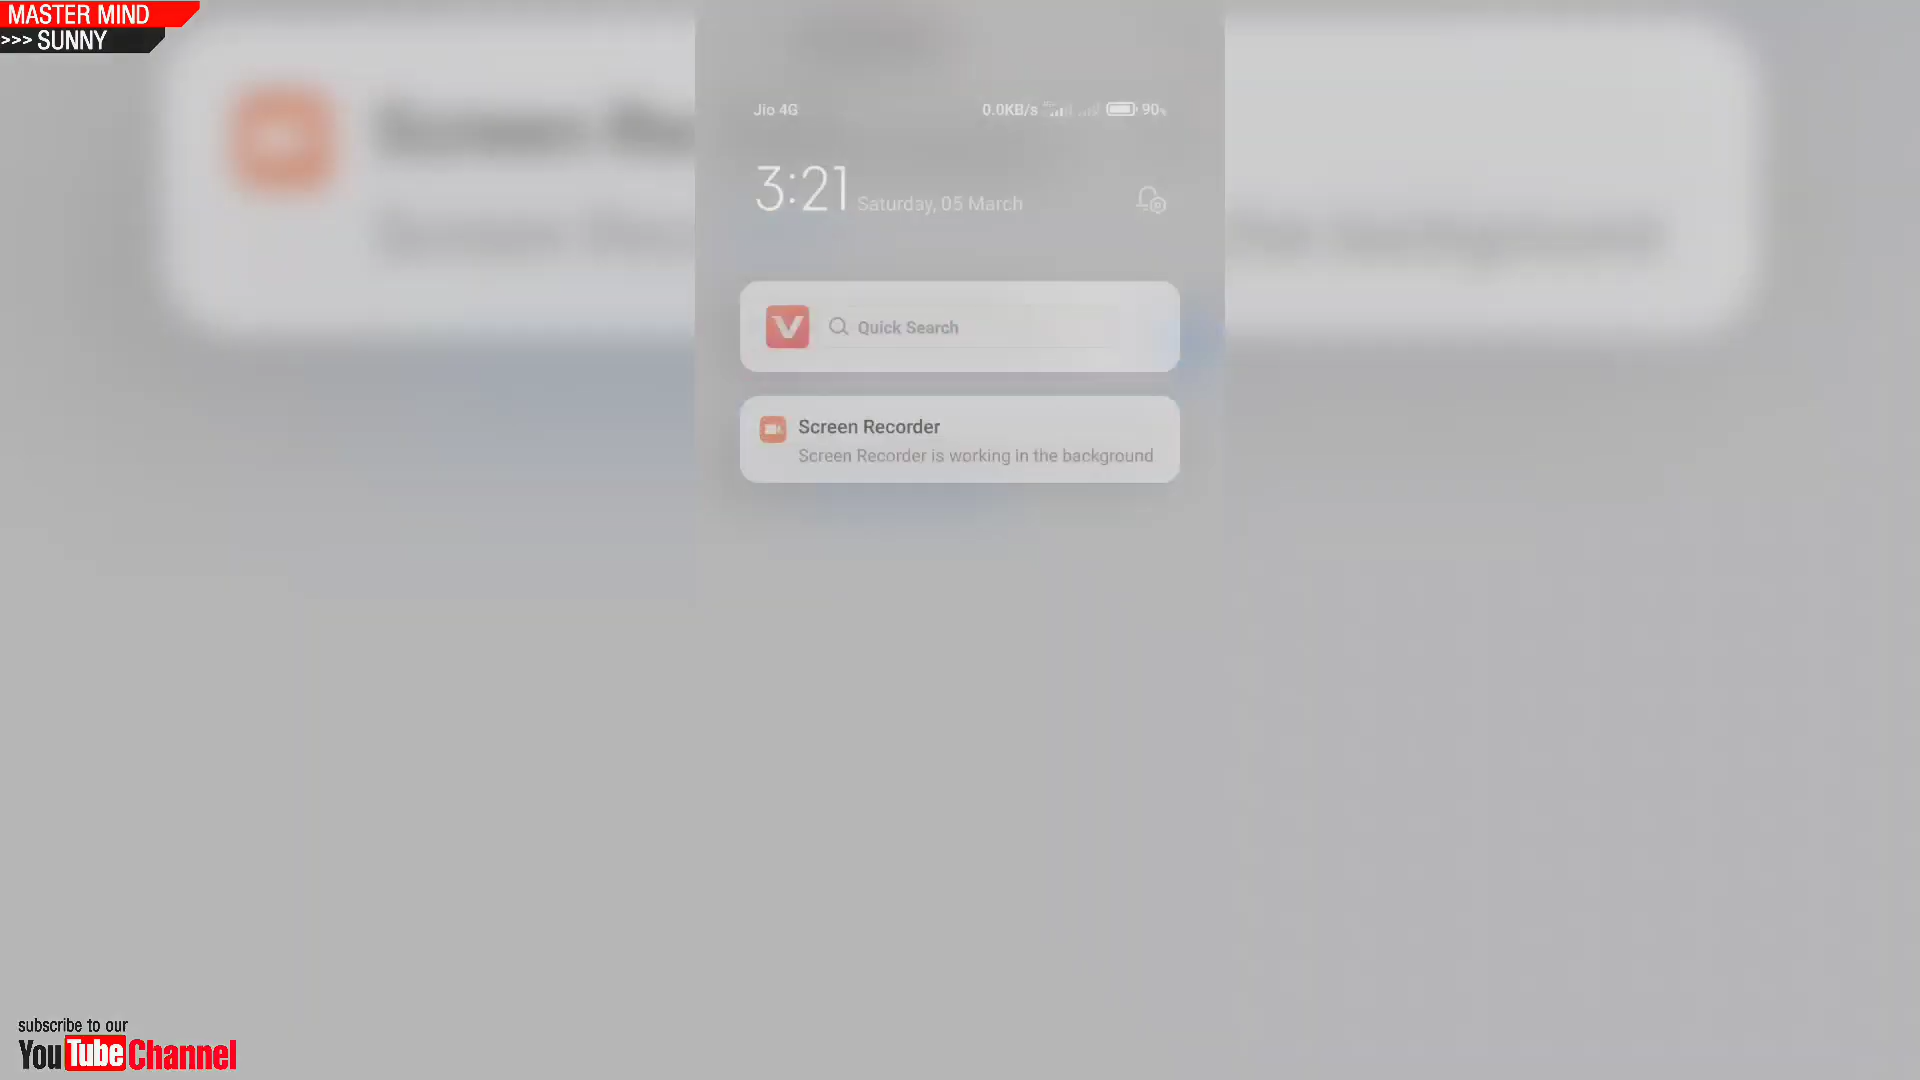 MASTER MIND
>>> SUNNY
Jio 4G 0.0KB/s 90%
3:21 Saturday, 05 March
Quick Search
Screen Recorder
Screen Recorder is working in the background
subscribe to our
YouTube Channel